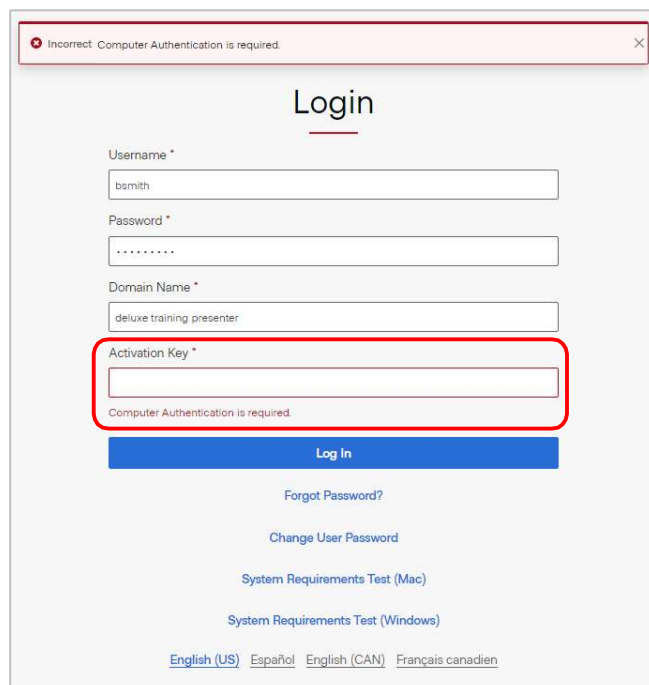 Incorrect Computer Authentication is required.
Login
Username *
bsmith
Password *
.........
Domain Name *
deluxe training presenter
Activation Key *
Computer Authentication is required.
Log In
Forgot Password?
Change User Password
System Requirements Test (Mac)
System Requirements Test (Windows)
English (US) Español English (CAN) Français canadien